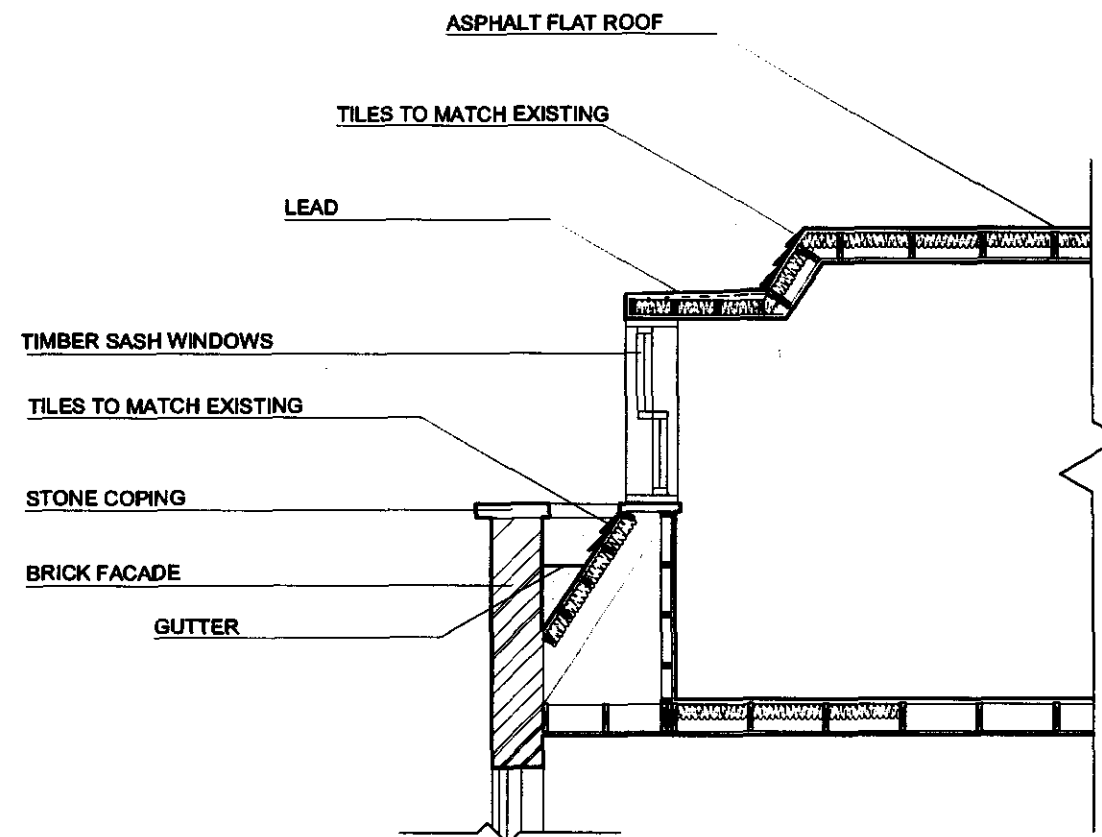 ASPHALT FLAT ROOF
TILES TO MATCH EXISTING
LEAD
TIMBER SASH WINDOWS
TILES TO MATCH EXISTING
STONE COPING
BRICK FACADE
GUTTER